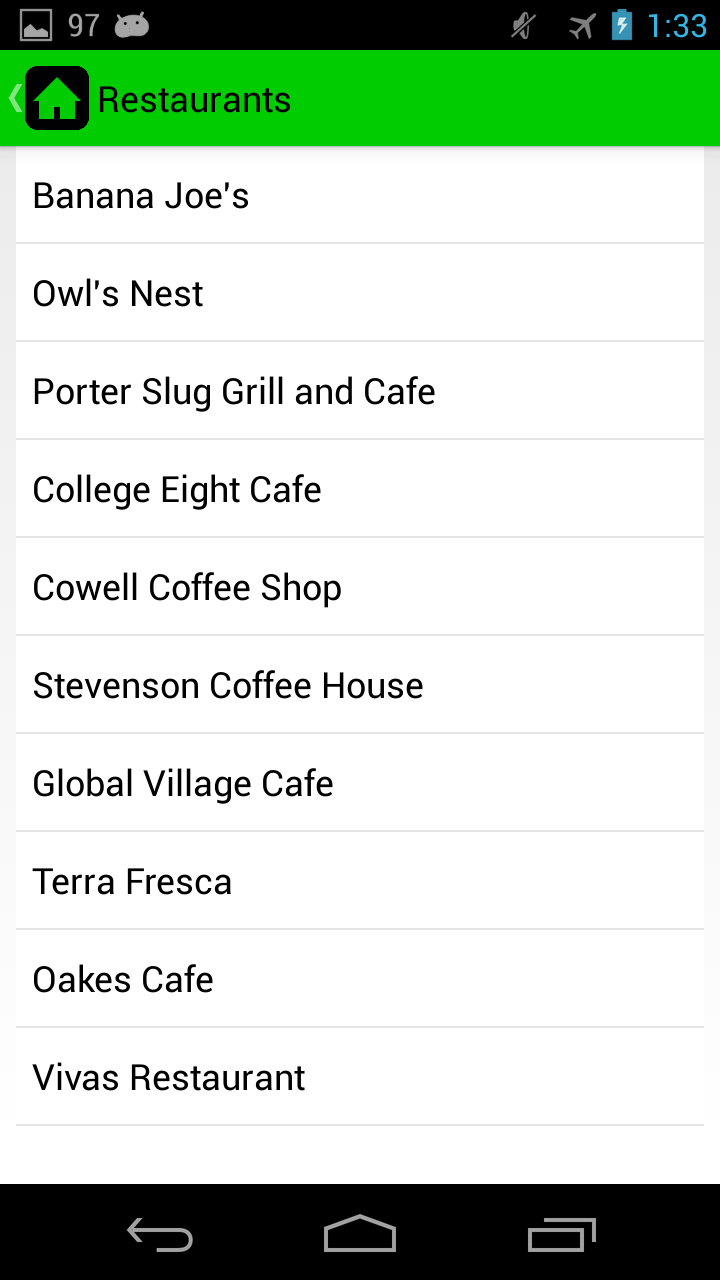 97
1:33
Restaurants
Banana Joe's
Owl's Nest
Porter Slug Grill and Cafe
College Eight Cafe
Cowell Coffee Shop
Stevenson Coffee House
Global Village Cafe
Terra Fresca
Oakes Cafe
Vivas Restaurant